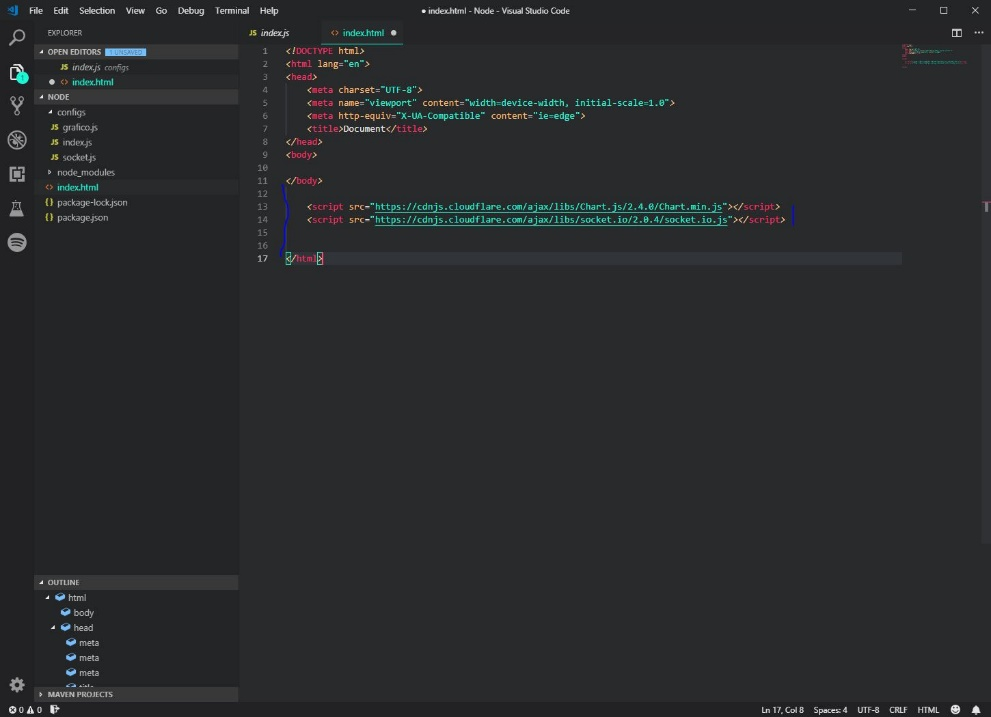 File Edit Selection View Go Debug Terminal Help
● index.html - Node - Visual Studio Code
EXPLORER
OPEN EDITORS 1 UNSAVED
JS index.js configs
<> index.html
NODE
configs
JS grafico.js
JS index.js
JS socket.js
node_modules
<> index.html
{} package-lock.json
{} package.json
OUTLINE
html
body
head
meta
meta
meta
MAVEN PROJECTS
JS index.js <> index.html ●
1 <!DOCTYPE html>
2 <html lang="en">
3 <head>
4 <meta charset="UTF-8">
5 <meta name="viewport" content="width=device-width, initial-scale=1.0">
6 <meta http-equiv="X-UA-Compatible" content="ie=edge">
7 <title>Document</title>
8 </head>
9 <body>
10
11 </body>
12
13 <script src="https://cdnjs.cloudflare.com/ajax/libs/Chart.js/2.4.0/Chart.min.js"></script>
14 <script src="https://cdnjs.cloudflare.com/ajax/libs/socket.io/2.0.4/socket.io.js"></script>
15
16
17 </html>
0 0
Ln 17, Col 8 Spaces: 4 UTF-8 CRLF HTML